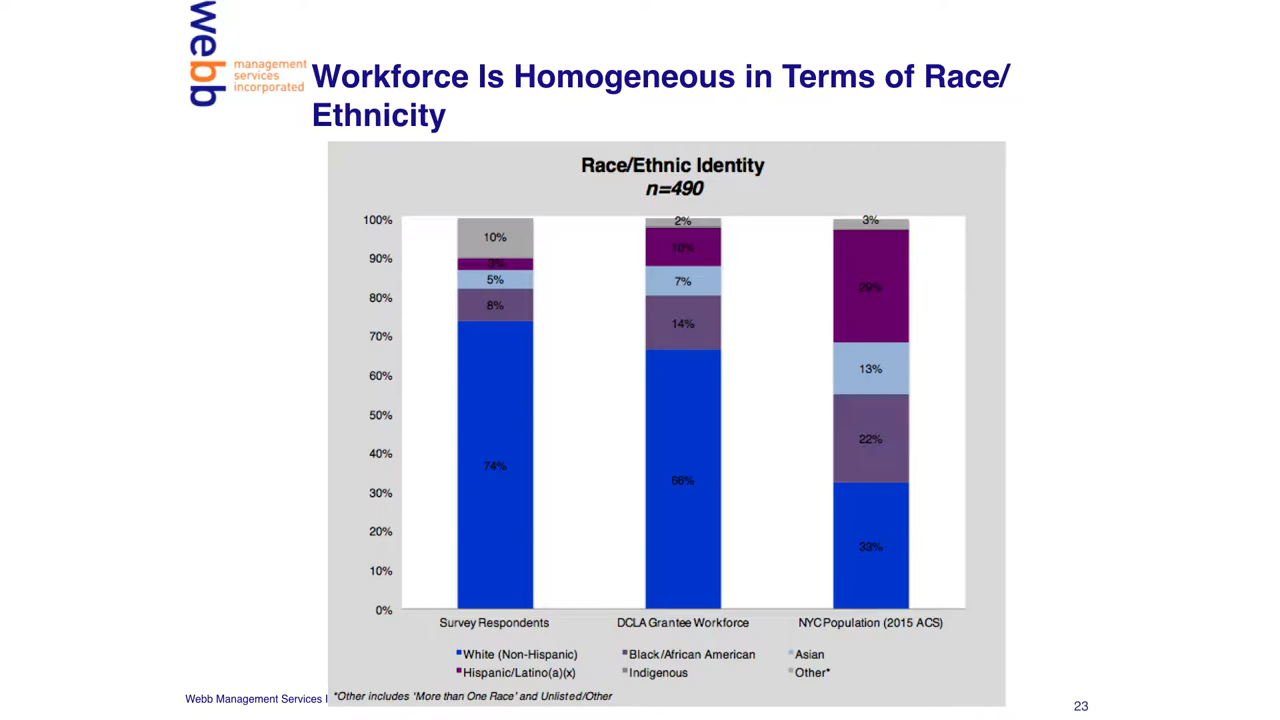 webb
management
services
incorporated
Workforce Is Homogeneous in Terms of Race/
Ethnicity
Race/Ethnic Identity
n=490
100%
90%
80%
70%
60%
50%
40%
30%
20%
10%
0%
10%
3%
5%
8%
74%
2%
10%
7%
14%
66%
3%
29%
13%
22%
33%
Survey Respondents
DCLA Grantee Workforce
NYC Population (2015 ACS)
White (Non-Hispanic)
Black/African American
Asian
Hispanic/Latino(a)(x)
Indigenous
Other*
*Other includes ‘More than One Race’ and Unlisted/Other
Webb Management Services I
23